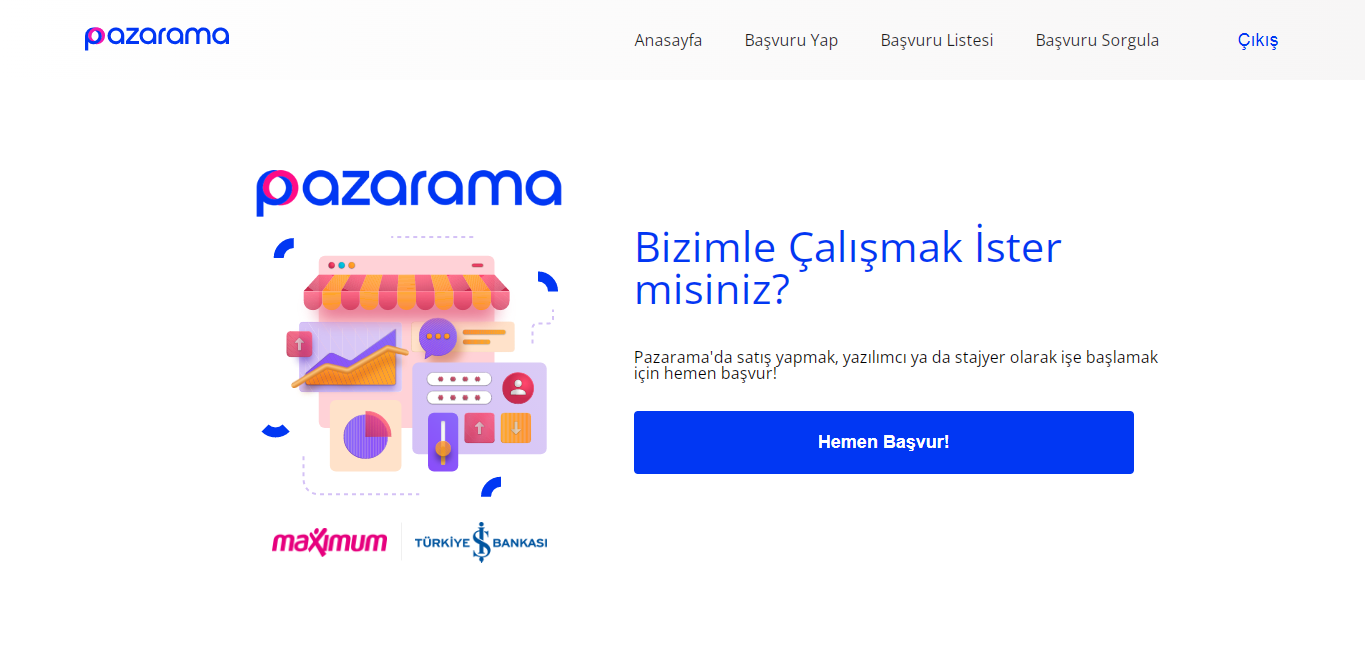 pazarama
Anasayfa Başvuru Yap Başvuru Listesi Başvuru Sorgula Çıkış
pazarama
Bizimle Çalışmak İster
misiniz?
Pazarama'da satış yapmak, yazılımcı ya da stajyer olarak işe başlamak
için hemen başvur!
Hemen Başvur!
maximum TÜRKİYE İŞ BANKASI